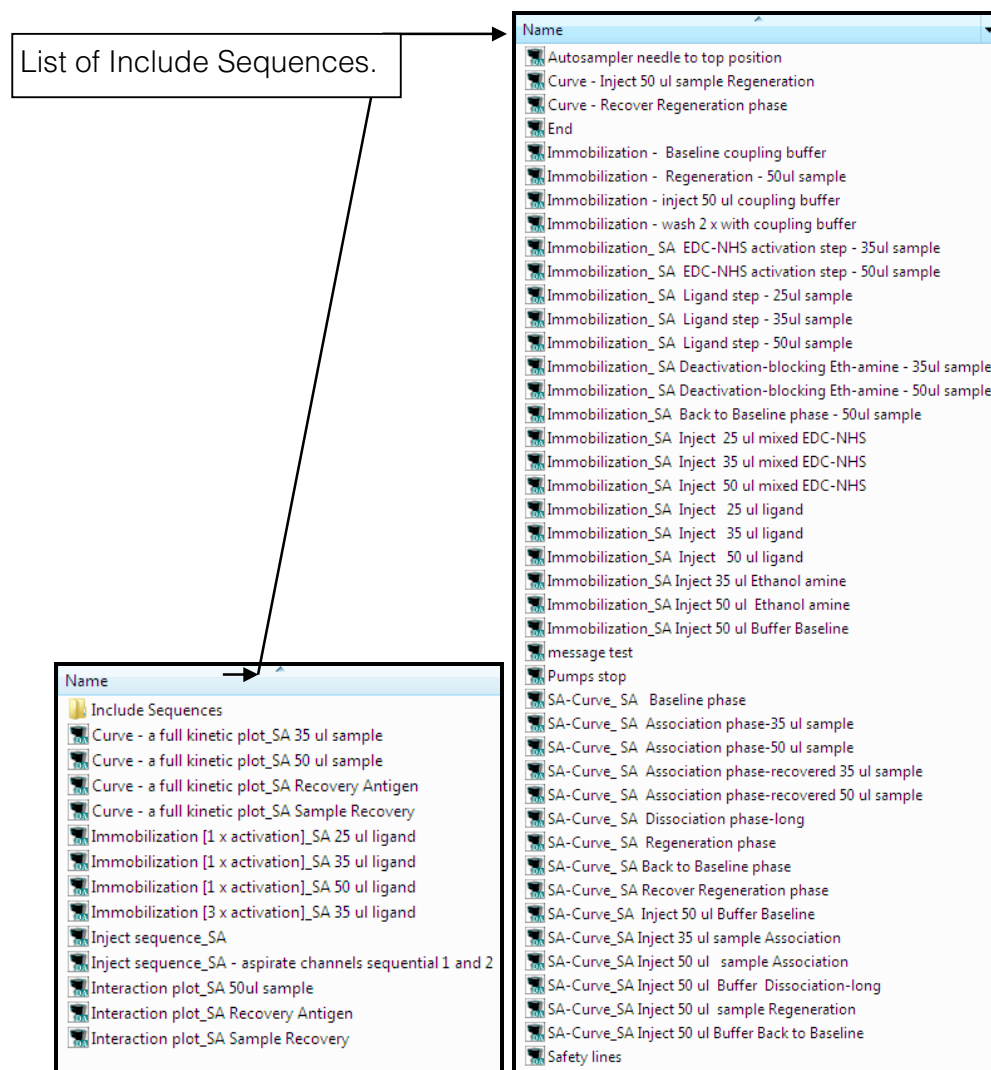 List of Include Sequences.
Name
Autosampler needle to top position
Curve - Inject 50 ul sample Regeneration
Curve - Recover Regeneration phase
End
Immobilization -  Baseline coupling buffer
Immobilization -  Regeneration - 50ul sample
Immobilization - inject 50 ul coupling buffer
Immobilization - wash 2 x with coupling buffer
Immobilization_ SA  EDC-NHS activation step - 35ul sample
Immobilization_ SA  EDC-NHS activation step - 50ul sample
Immobilization_ SA  Ligand step - 25ul sample
Immobilization_ SA  Ligand step - 35ul sample
Immobilization_ SA  Ligand step - 50ul sample
Immobilization_ SA Deactivation-blocking Eth-amine - 35ul sample
Immobilization_ SA Deactivation-blocking Eth-amine - 50ul sample
Immobilization_SA  Back to Baseline phase - 50ul sample
Immobilization_SA  Inject  25 ul mixed EDC-NHS
Immobilization_SA  Inject  35 ul mixed EDC-NHS
Immobilization_SA  Inject  50 ul mixed EDC-NHS
Immobilization_SA  Inject   25 ul ligand
Immobilization_SA  Inject   35 ul ligand
Immobilization_SA  Inject   50 ul ligand
Immobilization_SA Inject 35 ul Ethanol amine
Immobilization_SA Inject 50 ul  Ethanol amine
Immobilization_SA Inject 50 ul Buffer Baseline
message test
Pumps stop
SA-Curve_ SA   Baseline phase
SA-Curve_ SA  Association phase-35 ul sample
SA-Curve_ SA  Association phase-50 ul sample
SA-Curve_ SA  Association phase-recovered 35 ul sample
SA-Curve_ SA  Association phase-recovered 50 ul sample
SA-Curve_ SA  Dissociation phase-long
SA-Curve_ SA  Regeneration phase
SA-Curve_ SA Back to Baseline phase
SA-Curve_ SA Recover Regeneration phase
SA-Curve_SA  Inject 50 ul Buffer Baseline
SA-Curve_SA Inject 35 ul sample Association
SA-Curve_SA Inject 50 ul   sample Association
SA-Curve_SA Inject 50 ul  Buffer  Dissociation-long
SA-Curve_SA Inject 50 ul  sample Regeneration
SA-Curve_SA Inject 50 ul Buffer Back to Baseline
Safety lines
Name
Include Sequences
Curve - a full kinetic plot_SA 35 ul sample
Curve - a full kinetic plot_SA 50 ul sample
Curve - a full kinetic plot_SA Recovery Antigen
Curve - a full kinetic plot_SA Sample Recovery
Immobilization [1 x activation]_SA 25 ul ligand
Immobilization [1 x activation]_SA 35 ul ligand
Immobilization [1 x activation]_SA 50 ul ligand
Immobilization [3 x activation]_SA 35 ul ligand
Inject sequence_SA
Inject sequence_SA - aspirate channels sequential 1 and 2
Interaction plot_SA 50ul sample
Interaction plot_SA Recovery Antigen
Interaction plot_SA Sample Recovery